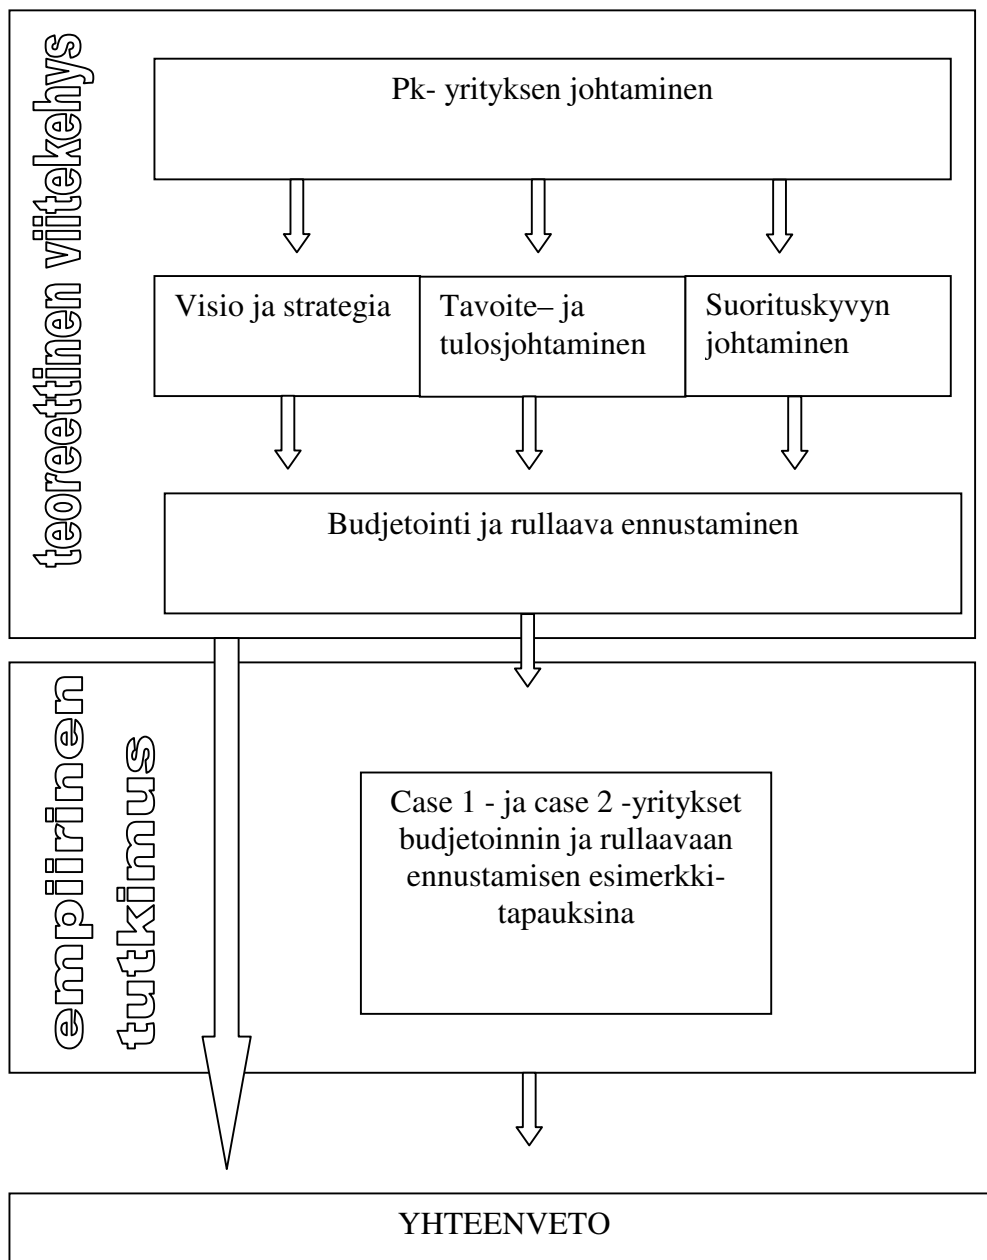 teoreettinen viitekehys
Pk- yrityksen johtaminen
Visio ja strategia
Tavoite– ja
tulosjohtaminen
Suorituskyvyn
johtaminen
Budjetointi ja rullaava ennustaminen
empiirinen
tutkimus
Case 1 - ja case 2 -yritykset
budjetoinnin ja rullaavaan
ennustamisen esimerkki-
tapauksina
YHTEENVETO